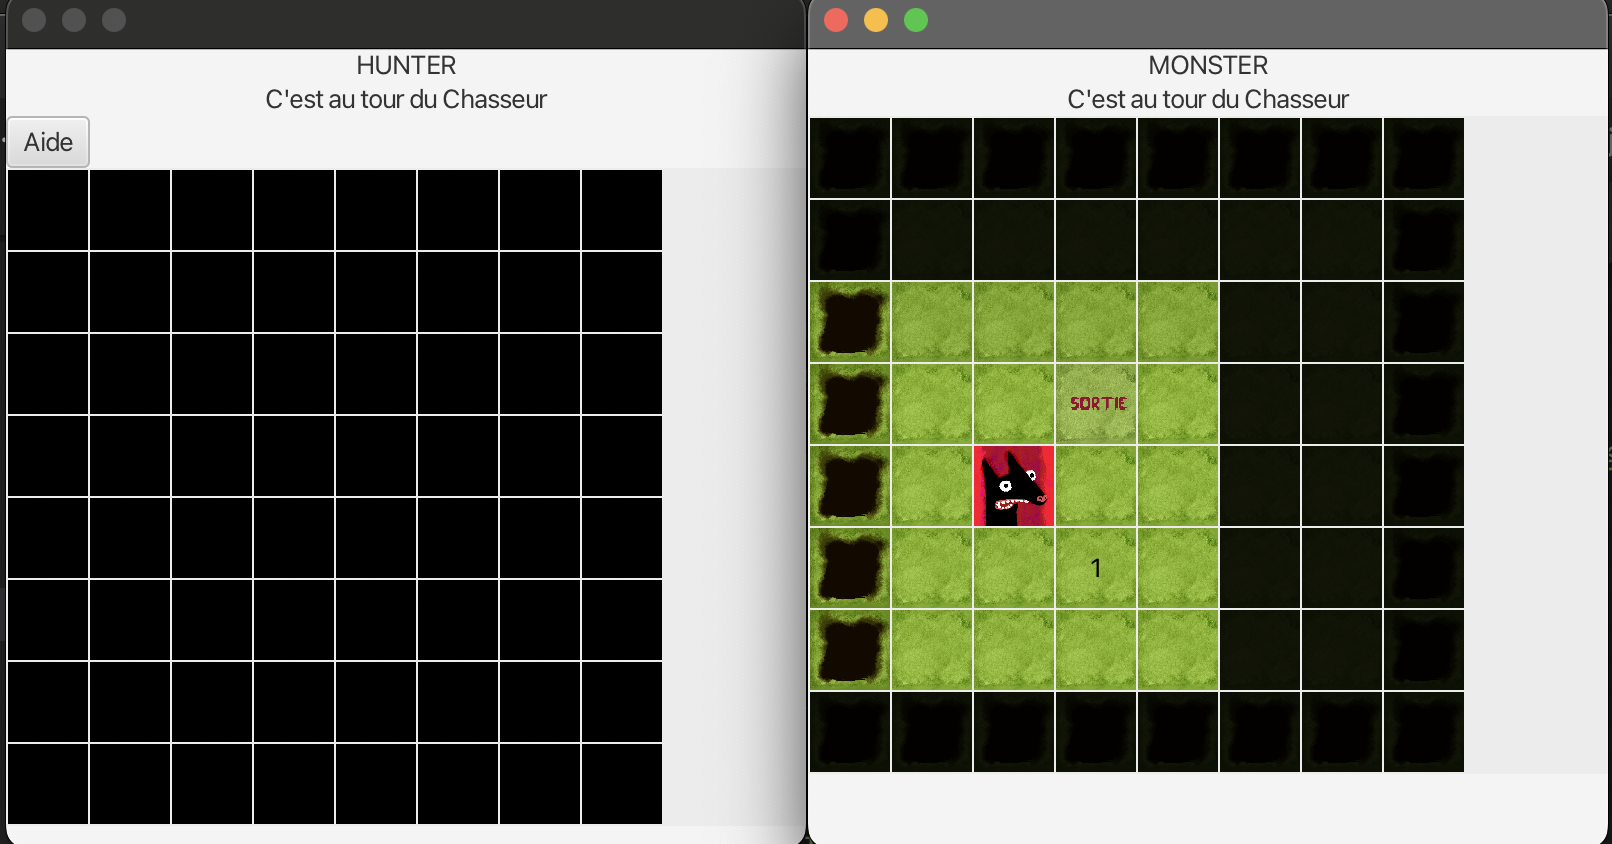 HUNTER
C'est au tour du Chasseur
Aide
MONSTER
C'est au tour du Chasseur
SORTIE
1